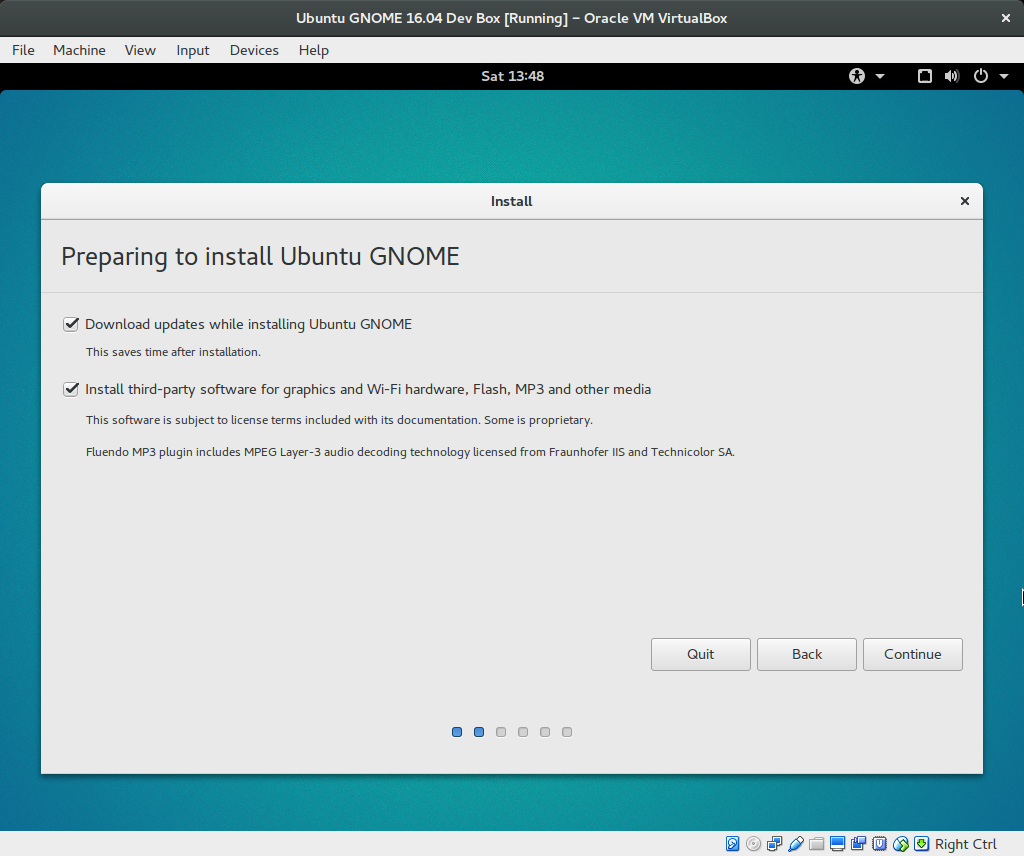 Ubuntu GNOME 16.04 Dev Box [Running] – Oracle VM VirtualBox
File Machine View Input Devices Help
Sat 13:48
Install
Preparing to install Ubuntu GNOME
Download updates while installing Ubuntu GNOME
This saves time after installation.
Install third-party software for graphics and Wi-Fi hardware, Flash, MP3 and other media
This software is subject to license terms included with its documentation. Some is proprietary.
Fluendo MP3 plugin includes MPEG Layer-3 audio decoding technology licensed from Fraunhofer IIS and Technicolor SA.
Quit Back Continue
Right Ctrl